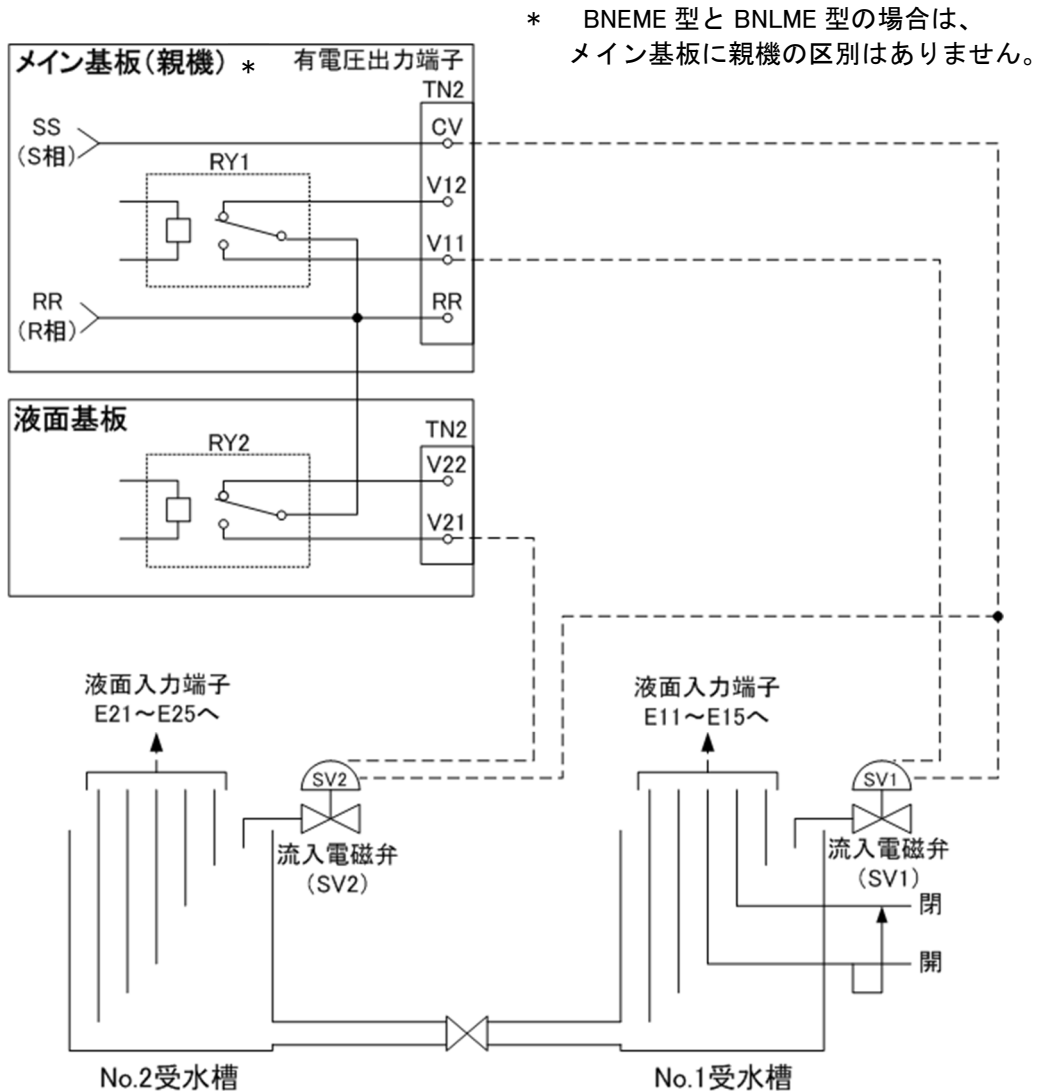 * BNEME 型と BNLME 型の場合は、
メイン基板に親機の区別はありません。
メイン基板(親機) *
有電圧出力端子
TN2
SS
(S相)
CV
RY1
V12
V11
RR
(R相)
RR
液面基板
TN2
RY2
V22
V21
液面入力端子
E21～E25へ
液面入力端子
E11～E15へ
SV2
SV1
流入電磁弁
(SV2)
流入電磁弁
(SV1)
閉
開
No.2受水槽
No.1受水槽